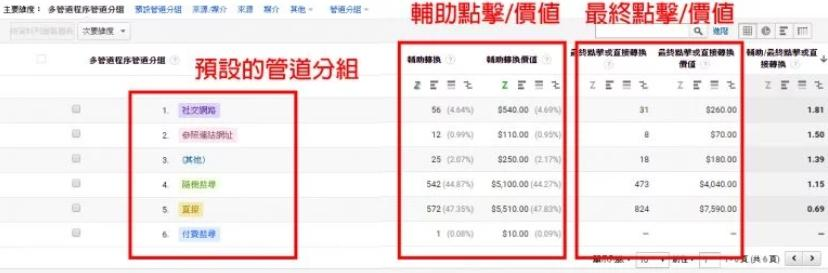 主要維度： 多管道程序管道分組 預設管道分組 來源/媒介 來源 媒介 其他 管道分組
輔助點擊/價值 最終點擊/價值
次要維度 進階
多管道程序管道分組 輔助轉換 輔助轉換價值 最終點擊或直接轉換 最終點擊或直接轉換價值 輔助/最終點擊或直接轉換
預設的管道分組
1. 社交網路 56 (4.64%) $540.00 (4.69%) 31 $260.00 1.81
2. 參照連結網址 12 (0.99%) $110.00 (0.95%) 8 $70.00 1.50
3. (其他) 25 (2.07%) $250.00 (2.17%) 18 $180.00 1.39
4. 隨機搜尋 542 (44.87%) $5,100.00 (44.27%) 473 $4,040.00 1.15
5. 直接 572 (47.35%) $5,510.00 (47.83%) 824 $7,590.00 0.69
6. 付費搜尋 1 (0.08%) $10.00 (0.09%) — — —
10 前往： 1 頁 (共 6 頁)